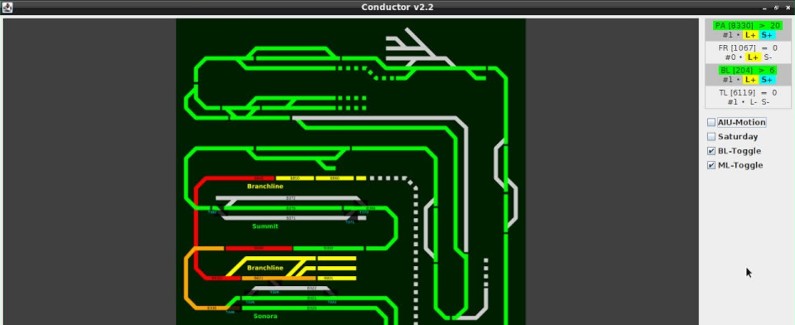 Conductor v2.2
PA [8330] > 20
#1 • L+ S+
FR [1067] = 0
#0 • L+ S-
BL [204] > 6
#1 • L+ S+
TL [6119] = 0
#1 • L- S-
AIU-Motion
Saturday
BL-Toggle
ML-Toggle
Branchline
Summit
Branchline
Sonora